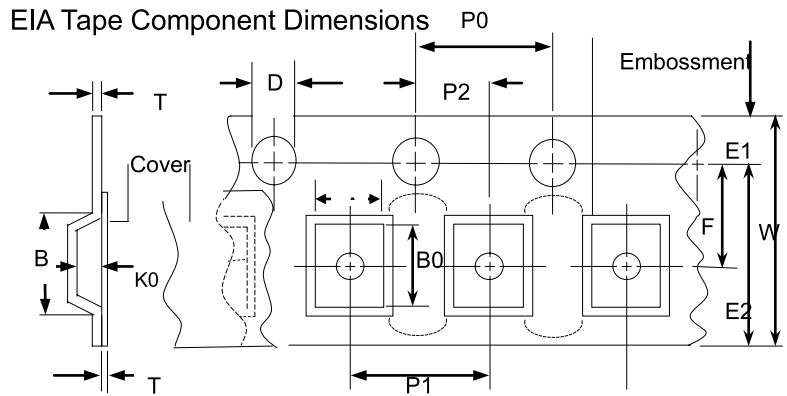 EIA Tape Component Dimensions
P0
Embossment
D
P2
T
E1
Cover
F
W
B
B0
K0
E2
P1
T